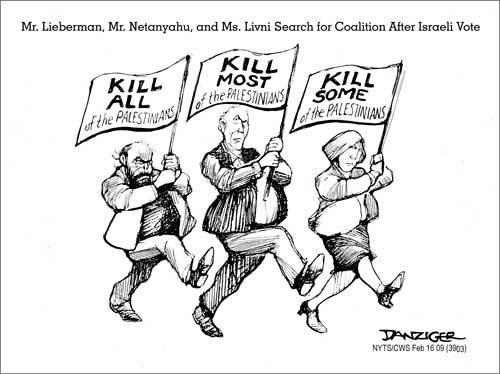 Mr. Lieberman, Mr. Netanyahu, and Ms. Livni Search for Coalition After Israeli Vote
KILL
ALL
of the PALESTINIANS
KILL
MOST
of the PALESTINIANS
KILL
SOME
of the PALESTINIANS
DANZIGER
NYTS/CWS Feb 16 09 (3903)